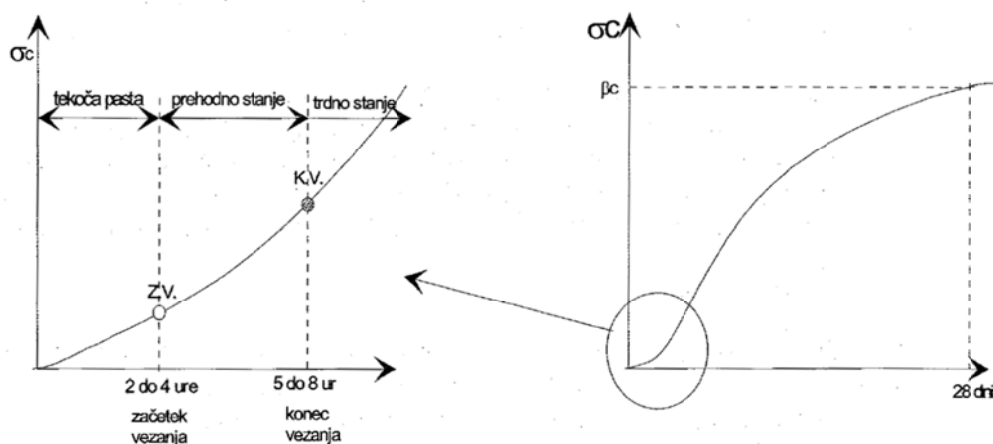 σc
tekoča pasta
prehodno stanje
trdno stanje
K.V.
Z.V.
2 do 4 ure
5 do 8 ur
začetek
vezanja
konec
vezanja
σC
βc
28 dni